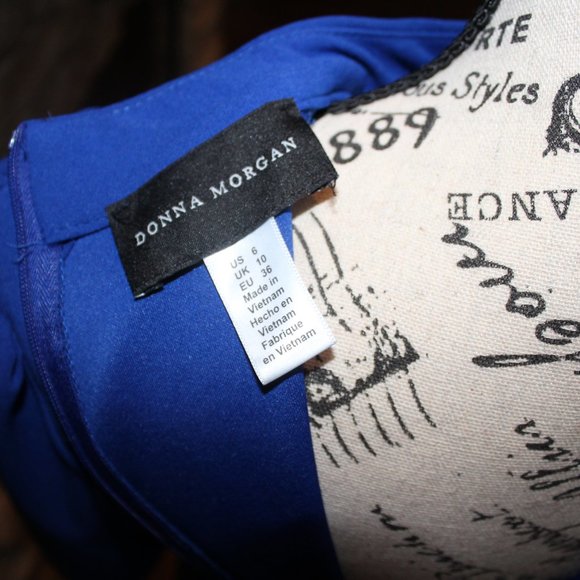 DONNA MORGAN
US 6
UK 10
EU 36
Made in
Vietnam
Hecho en
Vietnam
Fabrique
en Vietnam
RTE
ous Styles
889
ANCE